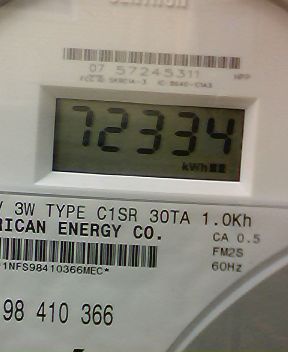 07 57245311
72334
kWh
3W TYPE C1SR 30TA 1.0Kh
RICAN ENERGY CO.
CA 0.5
FM2S
60Hz
1NFS98410366MEC*
98 410 366